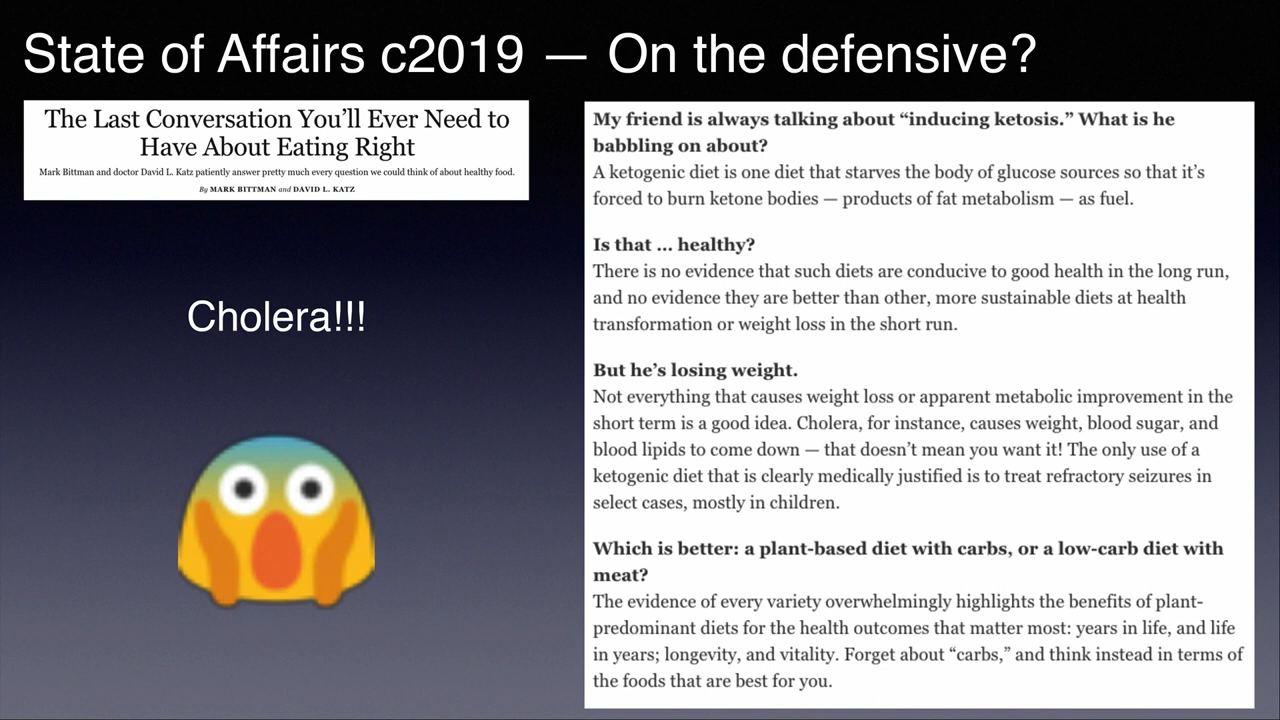 State of Affairs c2019 — On the defensive?
The Last Conversation You’ll Ever Need to
Have About Eating Right
Mark Bittman and doctor David L. Katz patiently answer pretty much every question we could think of about healthy food.
By MARK BITTMAN and DAVID L. KATZ
Cholera!!!
My friend is always talking about “inducing ketosis.” What is he
babbling on about?
A ketogenic diet is one diet that starves the body of glucose sources so that it’s
forced to burn ketone bodies — products of fat metabolism — as fuel.
Is that ... healthy?
There is no evidence that such diets are conducive to good health in the long run,
and no evidence they are better than other, more sustainable diets at health
transformation or weight loss in the short run.
But he’s losing weight.
Not everything that causes weight loss or apparent metabolic improvement in the
short term is a good idea. Cholera, for instance, causes weight, blood sugar, and
blood lipids to come down — that doesn’t mean you want it! The only use of a
ketogenic diet that is clearly medically justified is to treat refractory seizures in
select cases, mostly in children.
Which is better: a plant-based diet with carbs, or a low-carb diet with
meat?
The evidence of every variety overwhelmingly highlights the benefits of plant-
predominant diets for the health outcomes that matter most: years in life, and life
in years; longevity, and vitality. Forget about “carbs,” and think instead in terms of
the foods that are best for you.